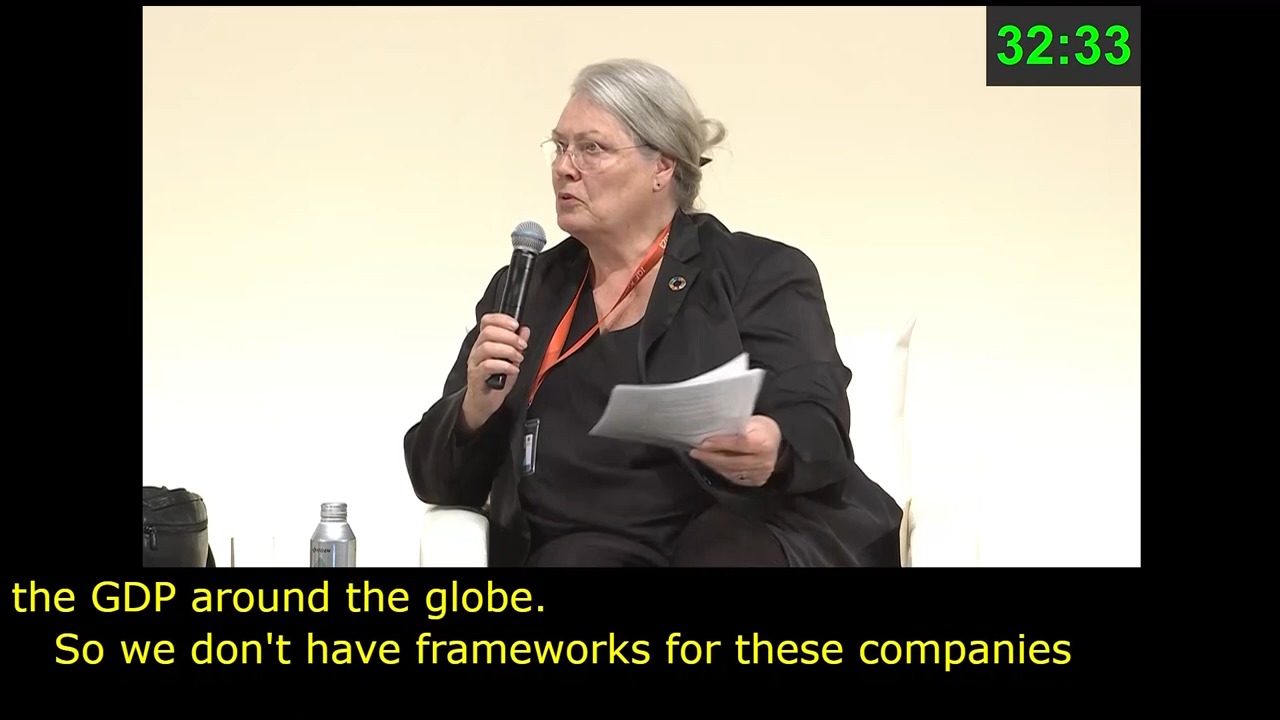 32:33
the GDP around the globe.
So we don't have frameworks for these companies